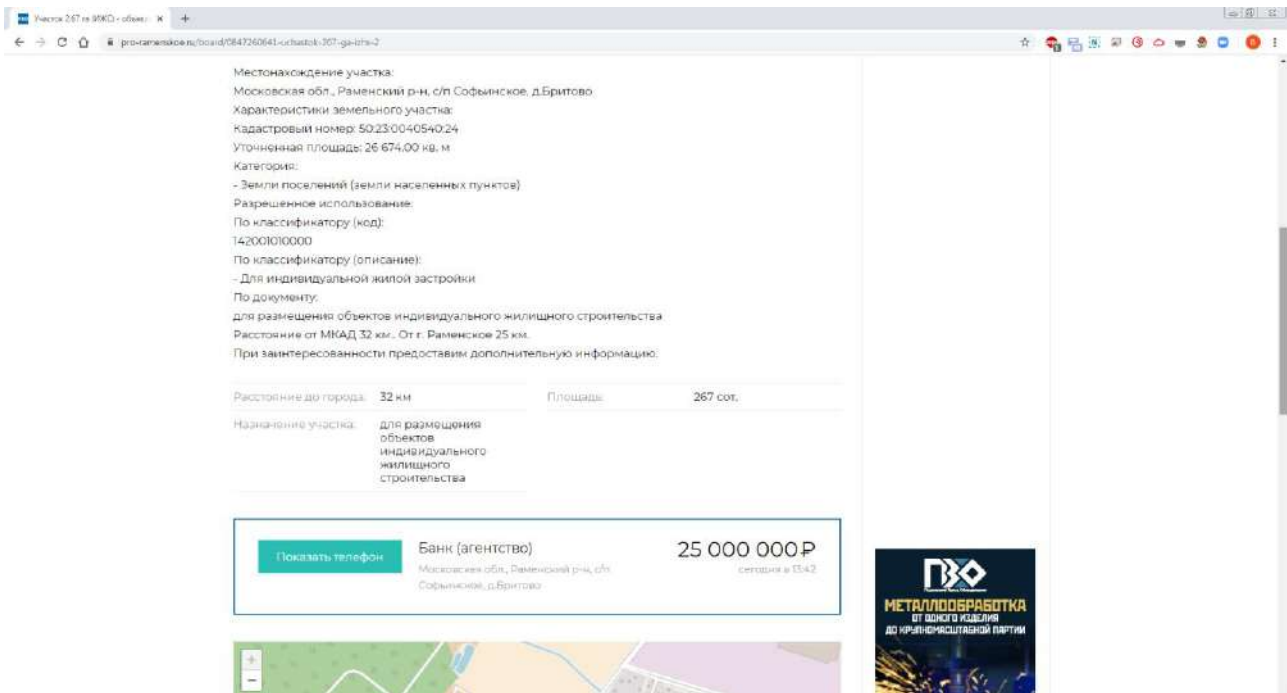 Участок 2.67 га (ИЖС) - объявл
pro-ramenskoe.ru/board/0847260641-uchastok-267-ga-izhs-2
Местонахождение участка:
Московская обл., Раменский р-н, с/п Софьинское, д.Бритово
Характеристики земельного участка:
Кадастровый номер: 50:23:0040540:24
Уточненная площадь: 26 674.00 кв. м
Категория:
- Земли поселений (земли населенных пунктов)
Разрешенное использование:
По классификатору (код):
142001010000
По классификатору (описание):
- Для индивидуальной жилой застройки
По документу:
для размещения объектов индивидуального жилищного строительства
Расстояние от МКАД 32 км.. От г. Раменское 25 км.
При заинтересованности предоставим дополнительную информацию.
Расстояние до города: 32 км Площадь: 267 сот.
Назначение участка: для размещения
объектов
индивидуального
жилищного
строительства
Показать телефон
Банк (агентство)
Московская обл., Раменский р-н, с/п
Софьинское, д.Бритово
25 000 000 ₽
сегодня в 13:42
ПЗО
МЕТАЛЛООБРАБОТКА
ОТ ОДНОГО ИЗДЕЛИЯ
ДО КРУПНОМАСШТАБНОЙ ПАРТИИ